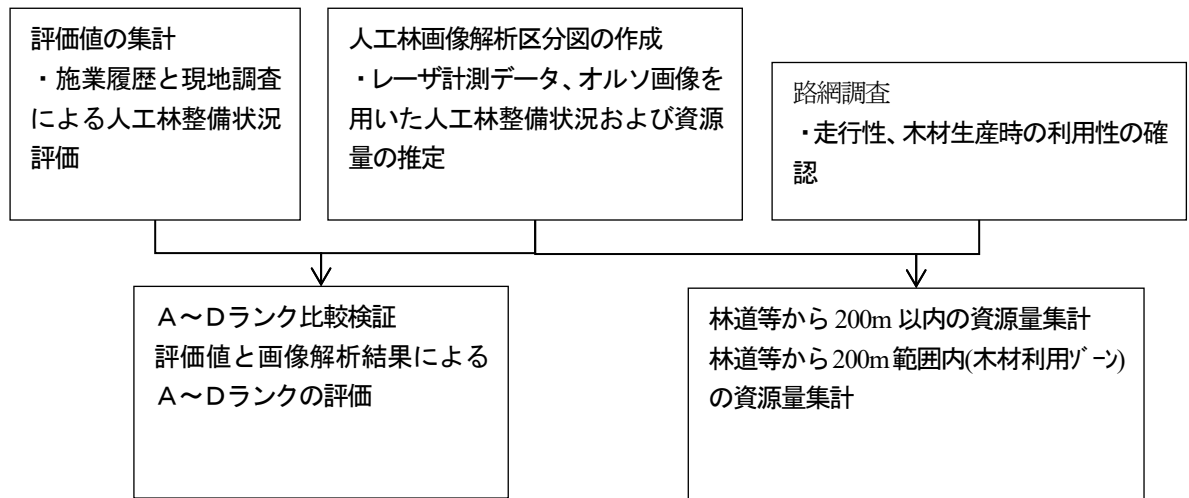 評価値の集計
・施業履歴と現地調査
による人工林整備状況
評価
人工林画像解析区分図の作成
・レーザ計測データ、オルソ画像を
用いた人工林整備状況および資源
量の推定
路網調査
・走行性、木材生産時の利用性の確
認
A～Dランク比較検証
評価値と画像解析結果による
A～Dランクの評価
林道等から 200m 以内の資源量集計
林道等から 200m 範囲内(木材利用ｿﾞｰﾝ)
の資源量集計